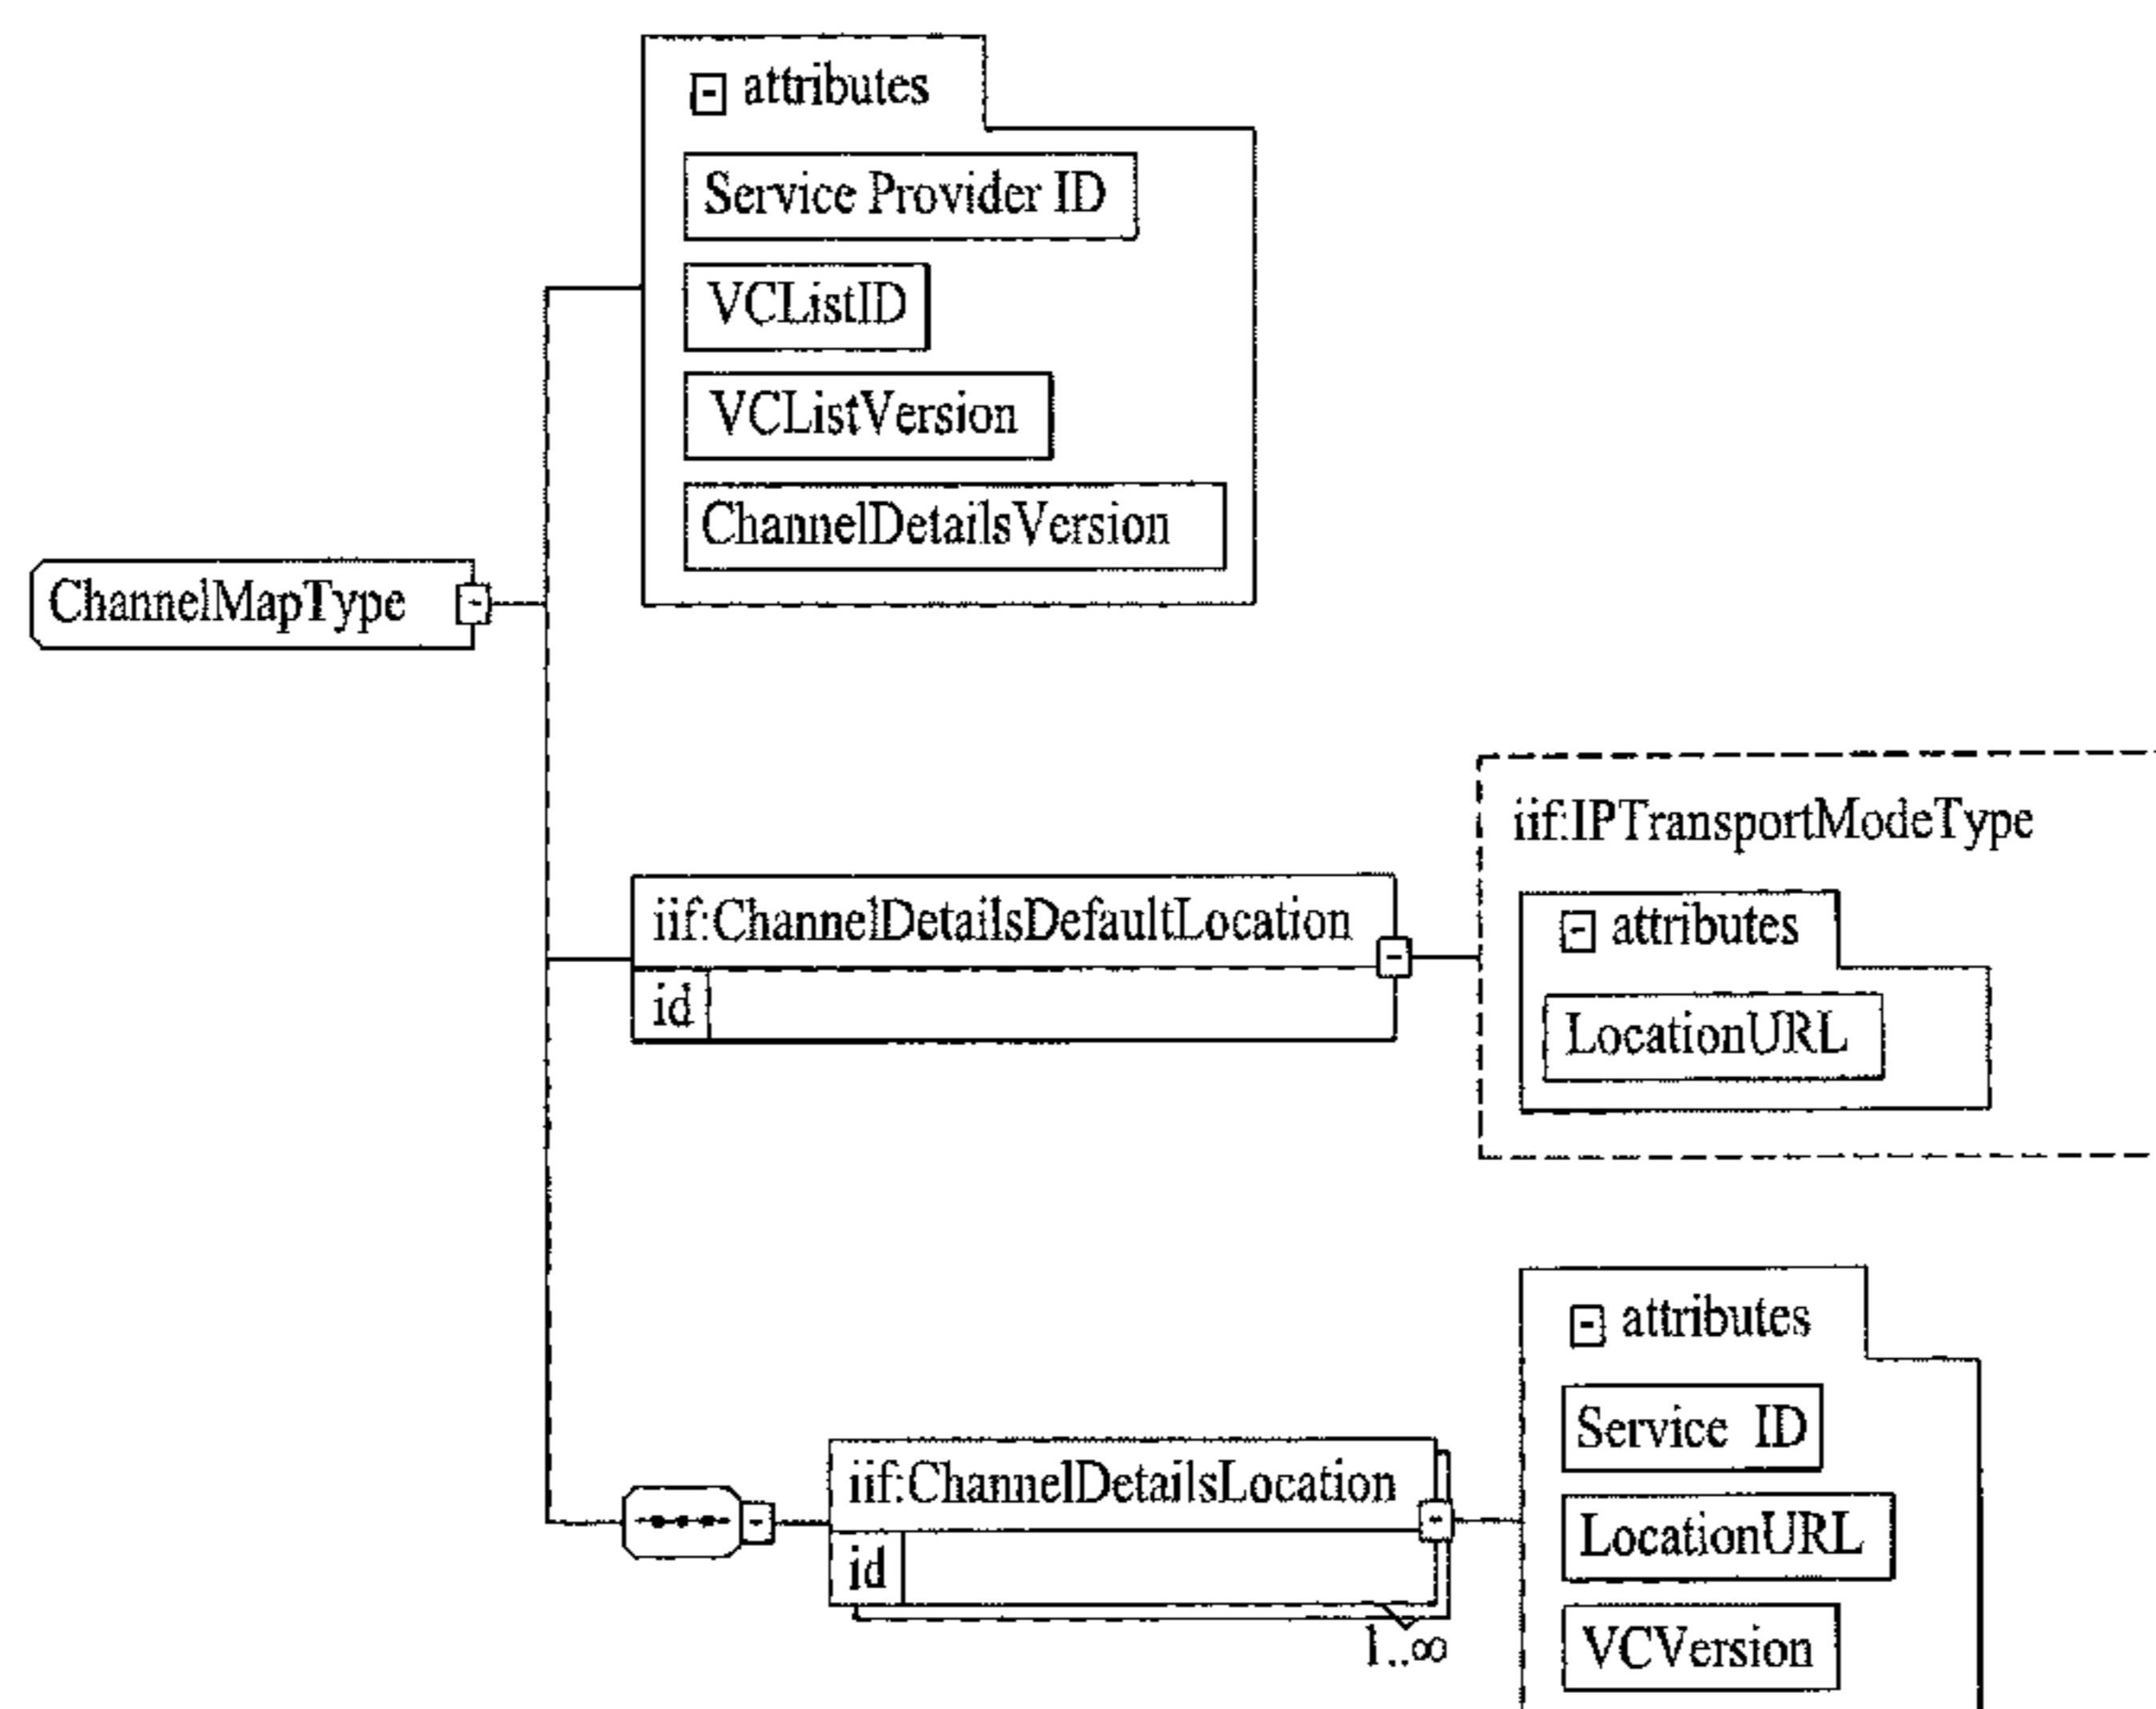 attributes
Service Provider ID
VCListID
VCListVersion
ChannelDetailsVersion
ChannelMapType
iif:IPTransportModeType
iif:ChannelDetailsDefaultLocation
id
attributes
LocationURL
attributes
Service ID
LocationURL
VCVersion
iif:ChannelDetailsLocation
id
1..∞